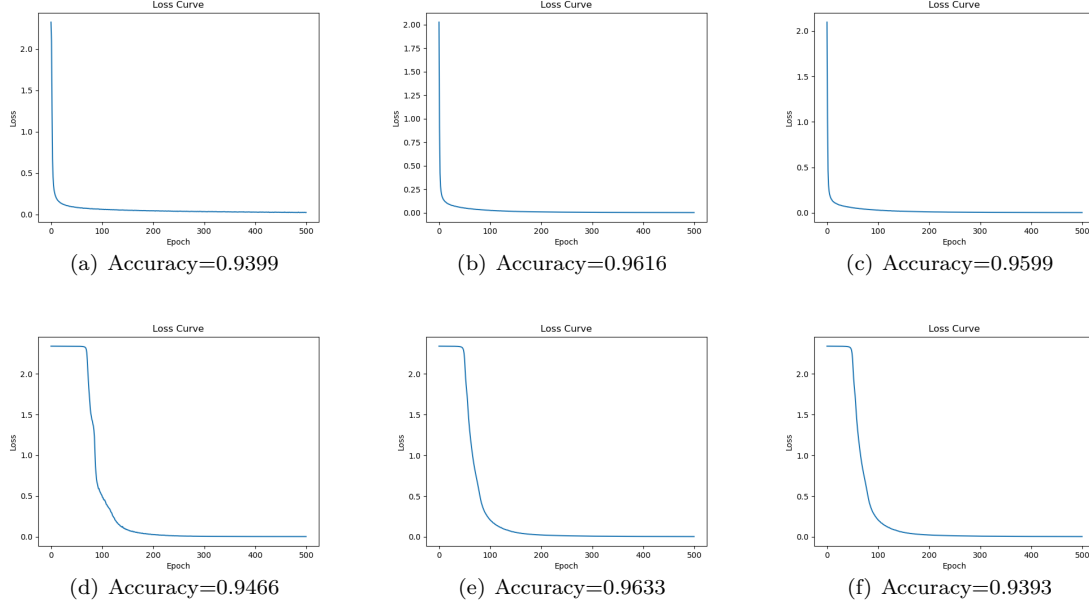 Loss Curve
Loss
2.0
1.5
1.0
0.5
0.0
0 100 200 300 400 500
Epoch
(a) Accuracy=0.9399
Loss Curve
Loss
2.00
1.75
1.50
1.25
1.00
0.75
0.50
0.25
0.00
0 100 200 300 400 500
Epoch
(b) Accuracy=0.9616
Loss Curve
Loss
2.0
1.5
1.0
0.5
0.0
0 100 200 300 400 500
Epoch
(c) Accuracy=0.9599
Loss Curve
Loss
2.0
1.5
1.0
0.5
0.0
0 100 200 300 400 500
Epoch
(d) Accuracy=0.9466
Loss Curve
Loss
2.0
1.5
1.0
0.5
0.0
0 100 200 300 400 500
Epoch
(e) Accuracy=0.9633
Loss Curve
Loss
2.0
1.5
1.0
0.5
0.0
0 100 200 300 400 500
Epoch
(f) Accuracy=0.9393